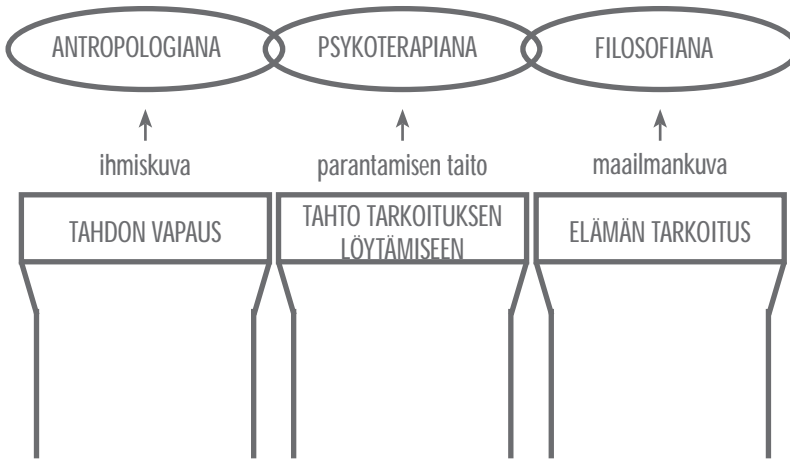 ANTROPOLOGIANA
PSYKOTERAPIANA
FILOSOFIANA
ihmiskuva
parantamisen taito
maailmankuva
TAHDON VAPAUS
TAHTO TARKOITUKSEN
LÖYTÄMISEEN
ELÄMÄN TARKOITUS